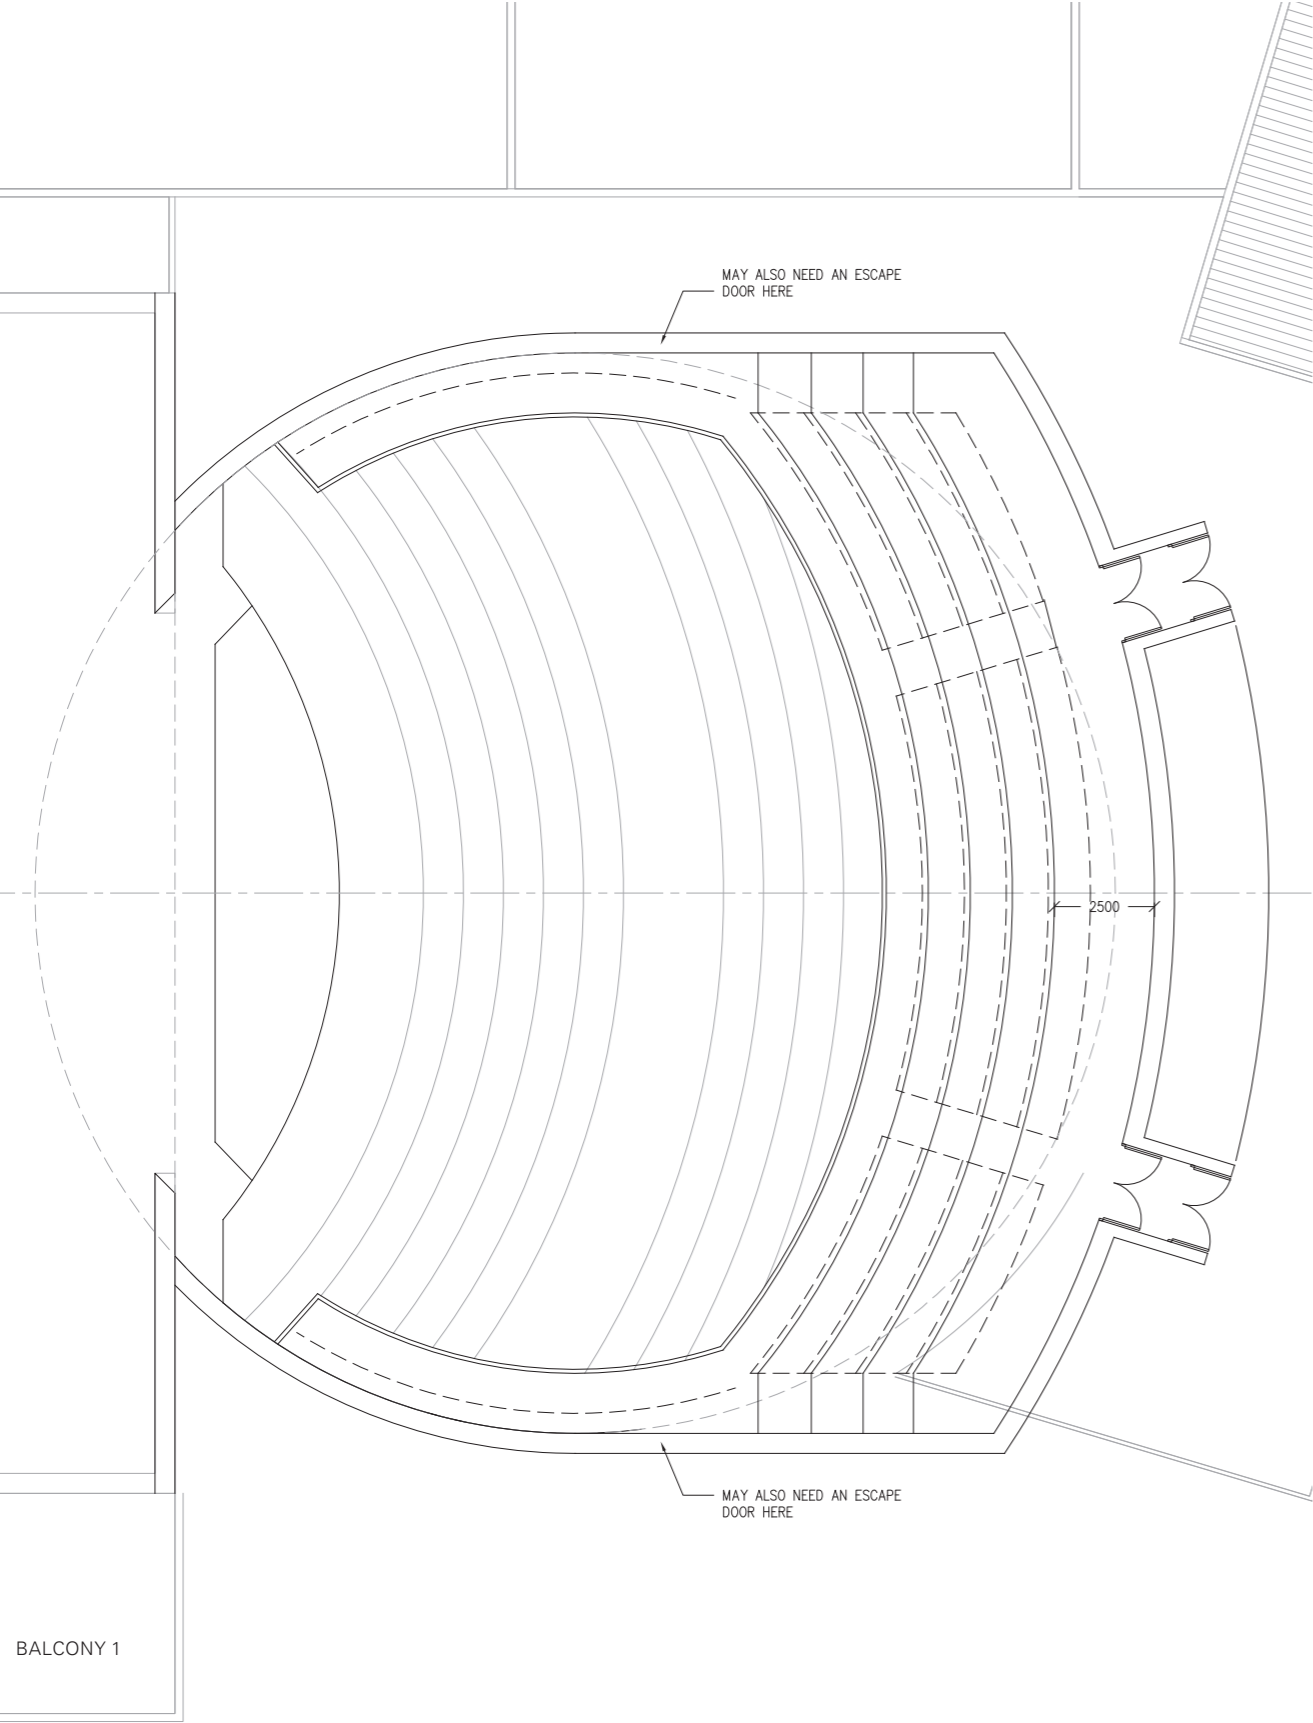 MAY ALSO NEED AN ESCAPE
DOOR HERE
2500
MAY ALSO NEED AN ESCAPE
DOOR HERE
BALCONY 1